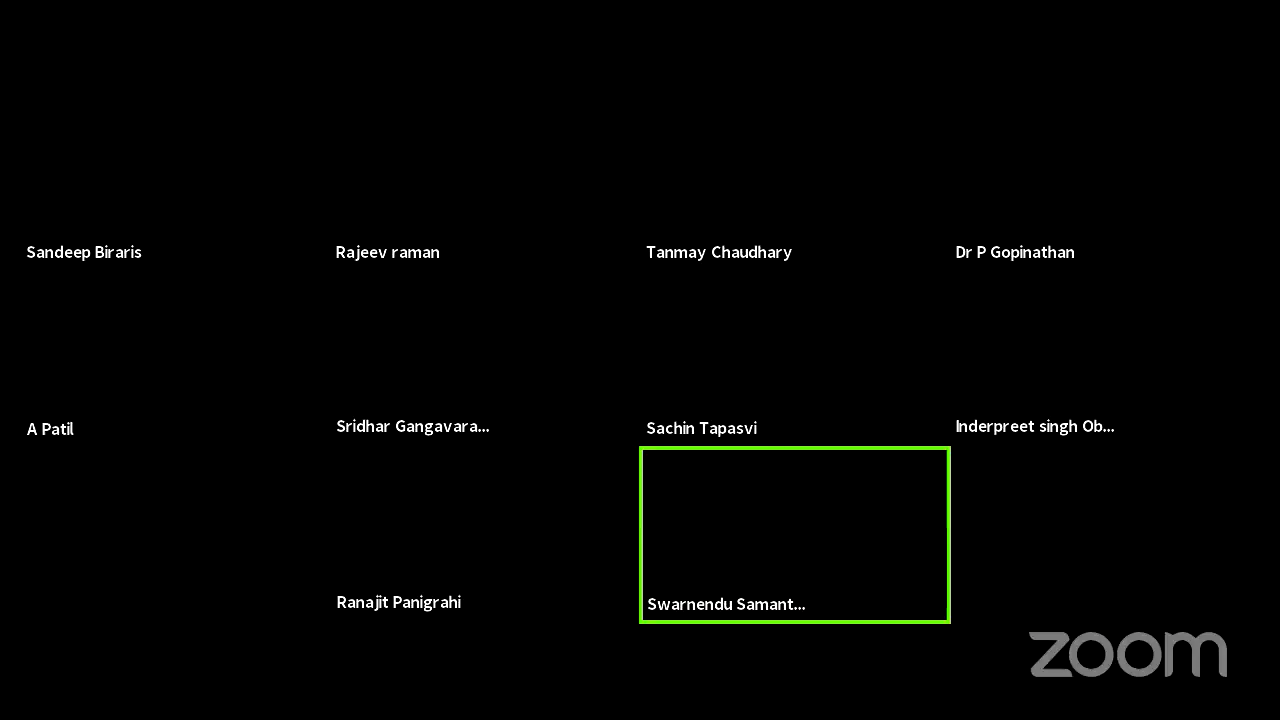 Sandeep Biraris
Rajeev raman
Tanmay Chaudhary
Dr P Gopinathan
A Patil
Sridhar Gangavara...
Sachin Tapasvi
Inderpreet singh Ob...
Ranajit Panigrahi
Swarnendu Samant...
zoom